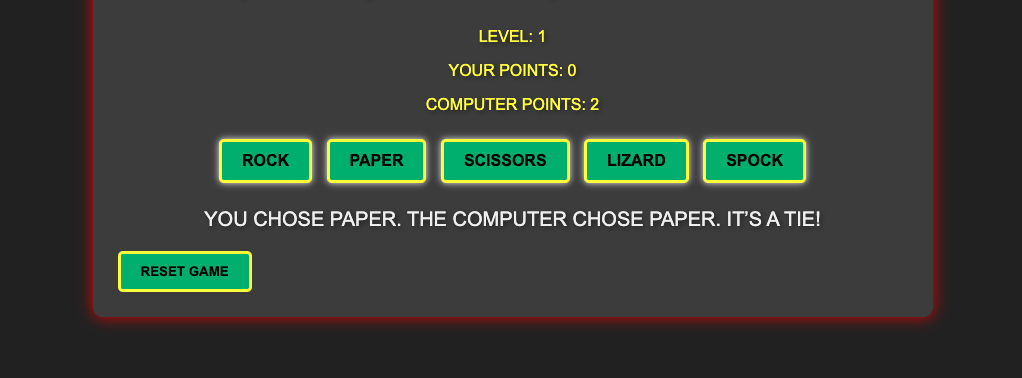 LEVEL: 1
YOUR POINTS: 0
COMPUTER POINTS: 2
ROCK PAPER SCISSORS LIZARD SPOCK
YOU CHOSE PAPER. THE COMPUTER CHOSE PAPER. IT’S A TIE!
RESET GAME